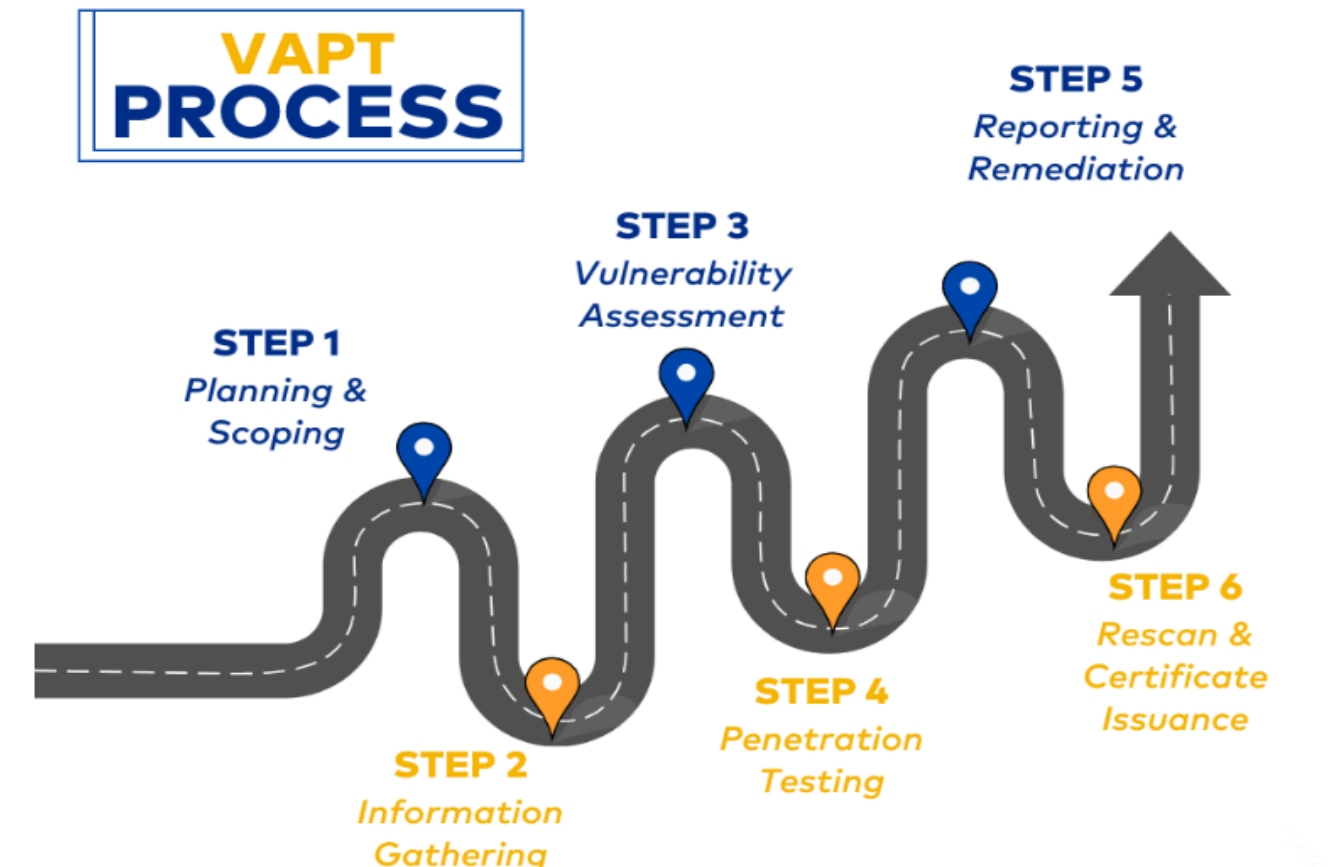 VAPT
PROCESS
STEP 1
Planning &
Scoping
STEP 2
Information
Gathering
STEP 3
Vulnerability
Assessment
STEP 4
Penetration
Testing
STEP 5
Reporting &
Remediation
STEP 6
Rescan &
Certificate
Issuance